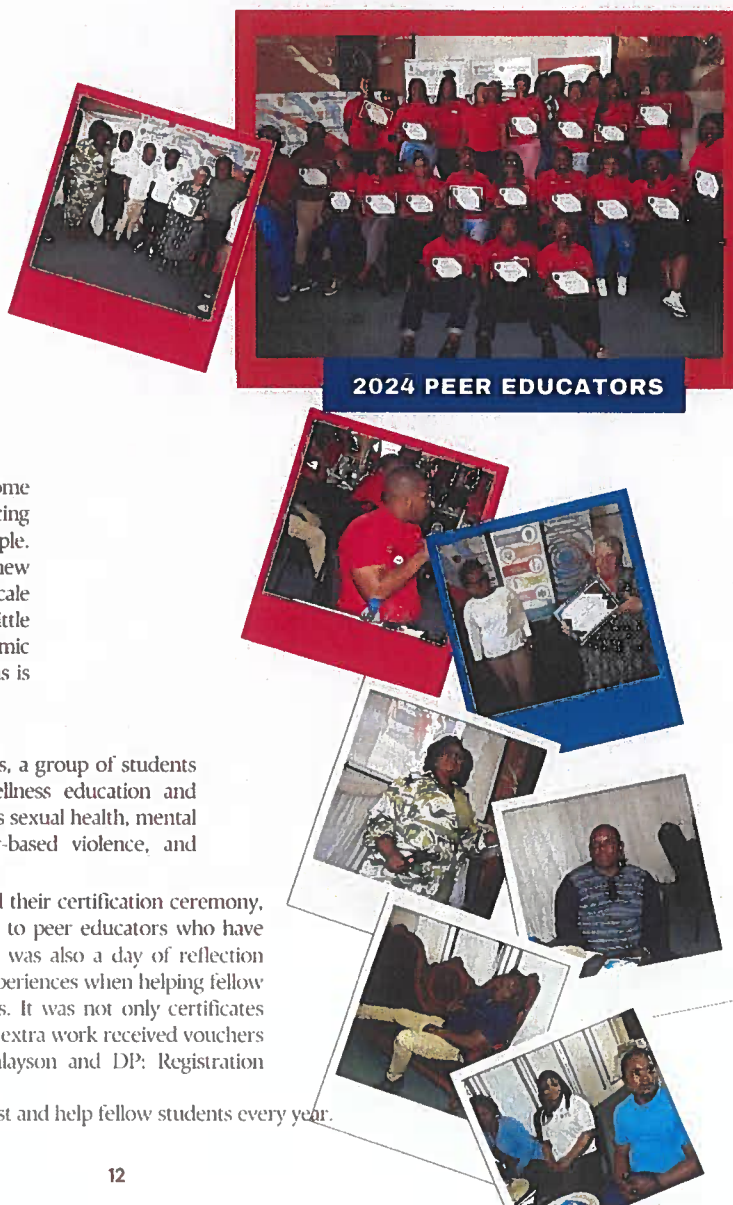 2024 PEER EDUCATORS
ome
cing
ple.
new
cale
ittle
mic
s is
s, a group of students
ellness education and
s sexual health, mental
r-based violence, and
d their certification ceremony,
to peer educators who have
was also a day of reflection
periences when helping fellow
s. It was not only certificates
extra work received vouchers
layson and DP: Registration
st and help fellow students every year.
12